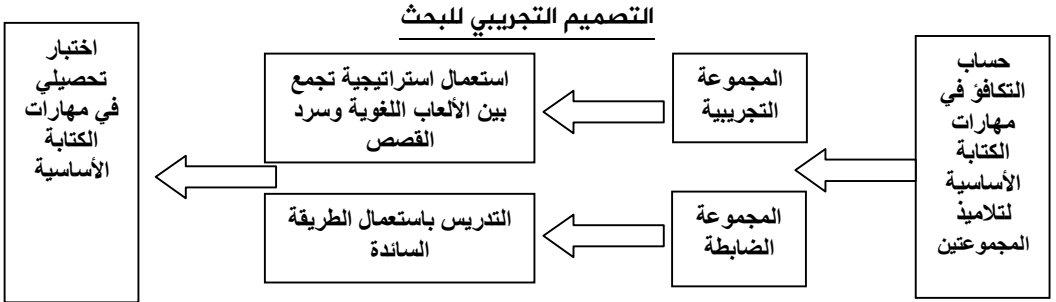 التصميم التجريبي للبحث
حساب
التكافؤ في
مهارات
الكتابة
الأساسية
لتلاميذ
المجموعتين
المجموعة
التجريبية
استعمال استراتيجية تجمع
بين الألعاب اللغوية وسرد
القصص
المجموعة
الضابطة
التدريس باستعمال الطريقة
السائدة
اختبار
تحصيلي
في مهارات
الكتابة
الأساسية